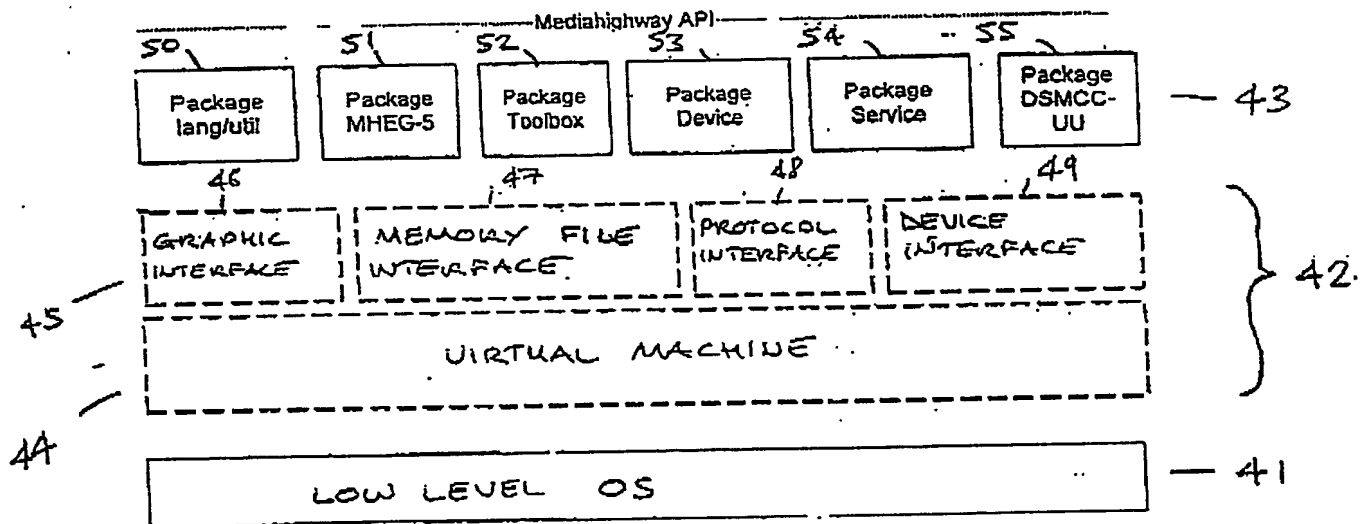 Mediahighway API
50 51 52 53 54 55
Package lang/util
Package MHEG-5
Package Toolbox
Package Device
Package Service
Package DSMCC-UU
43
46 47 48 49
GRAPHIC INTERFACE
MEMORY FILE INTERFACE
PROTOCOL INTERFACE
DEVICE INTERFACE
42
45
VIRTUAL MACHINE
44
LOW LEVEL OS
41